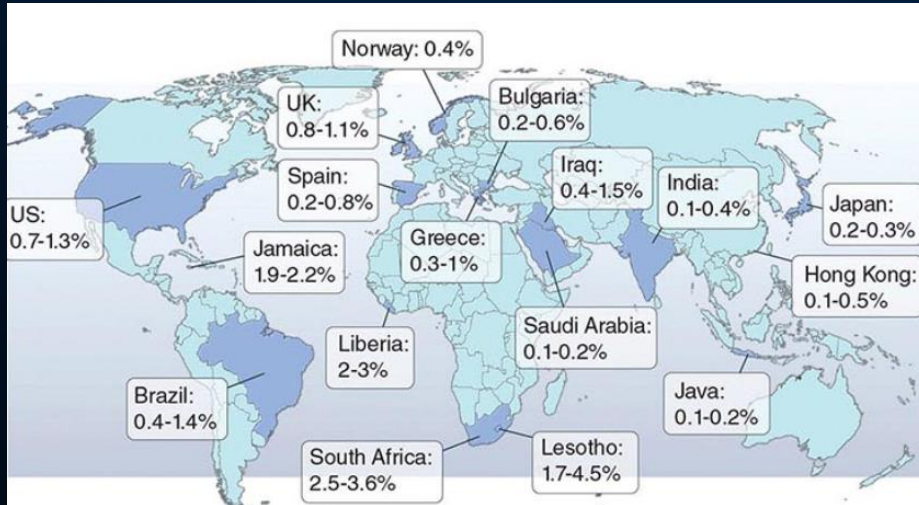 Norway: 0.4%
UK:
0.8-1.1%
Bulgaria:
0.2-0.6%
Spain:
0.2-0.8%
Iraq:
0.4-1.5%
India:
0.1-0.4%
Japan:
0.2-0.3%
US:
0.7-1.3%
Jamaica:
1.9-2.2%
Greece:
0.3-1%
Hong Kong:
0.1-0.5%
Liberia:
2-3%
Saudi Arabia:
0.1-0.2%
Brazil:
0.4-1.4%
Java:
0.1-0.2%
South Africa:
2.5-3.6%
Lesotho:
1.7-4.5%